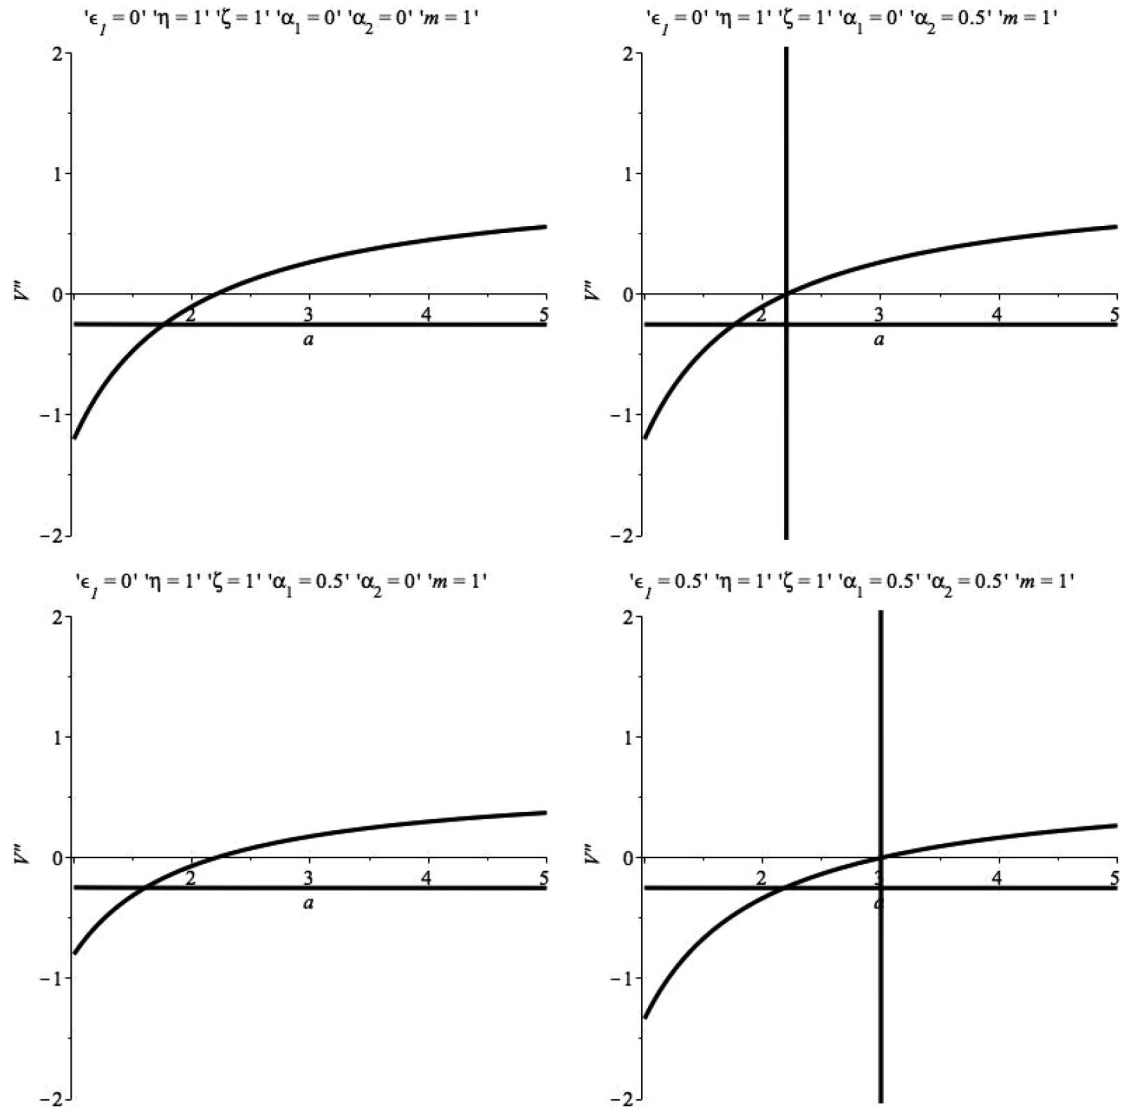 'ϵ₁ = 0' 'η = 1' 'ζ = 1' 'α₁ = 0' 'α₂ = 0' 'm = 1'
2
1
0
V''
2 3 4 5
a
−1
−2
'ϵ₁ = 0' 'η = 1' 'ζ = 1' 'α₁ = 0' 'α₂ = 0.5' 'm = 1'
2
1
0
V''
2 3 4 5
a
−1
−2
'ϵ₁ = 0' 'η = 1' 'ζ = 1' 'α₁ = 0.5' 'α₂ = 0' 'm = 1'
2
1
0
V''
2 3 4 5
a
−1
−2
'ϵ₁ = 0.5' 'η = 1' 'ζ = 1' 'α₁ = 0.5' 'α₂ = 0.5' 'm = 1'
2
1
0
V''
2 3 4 5
a
−1
−2